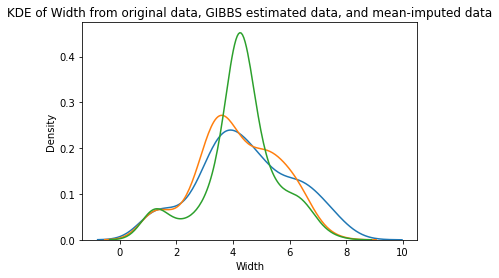 KDE of Width from original data, GIBBS estimated data, and mean-imputed data
0.4
0.3
0.2
0.1
0.0
Density
0 2 4 6 8 10
Width